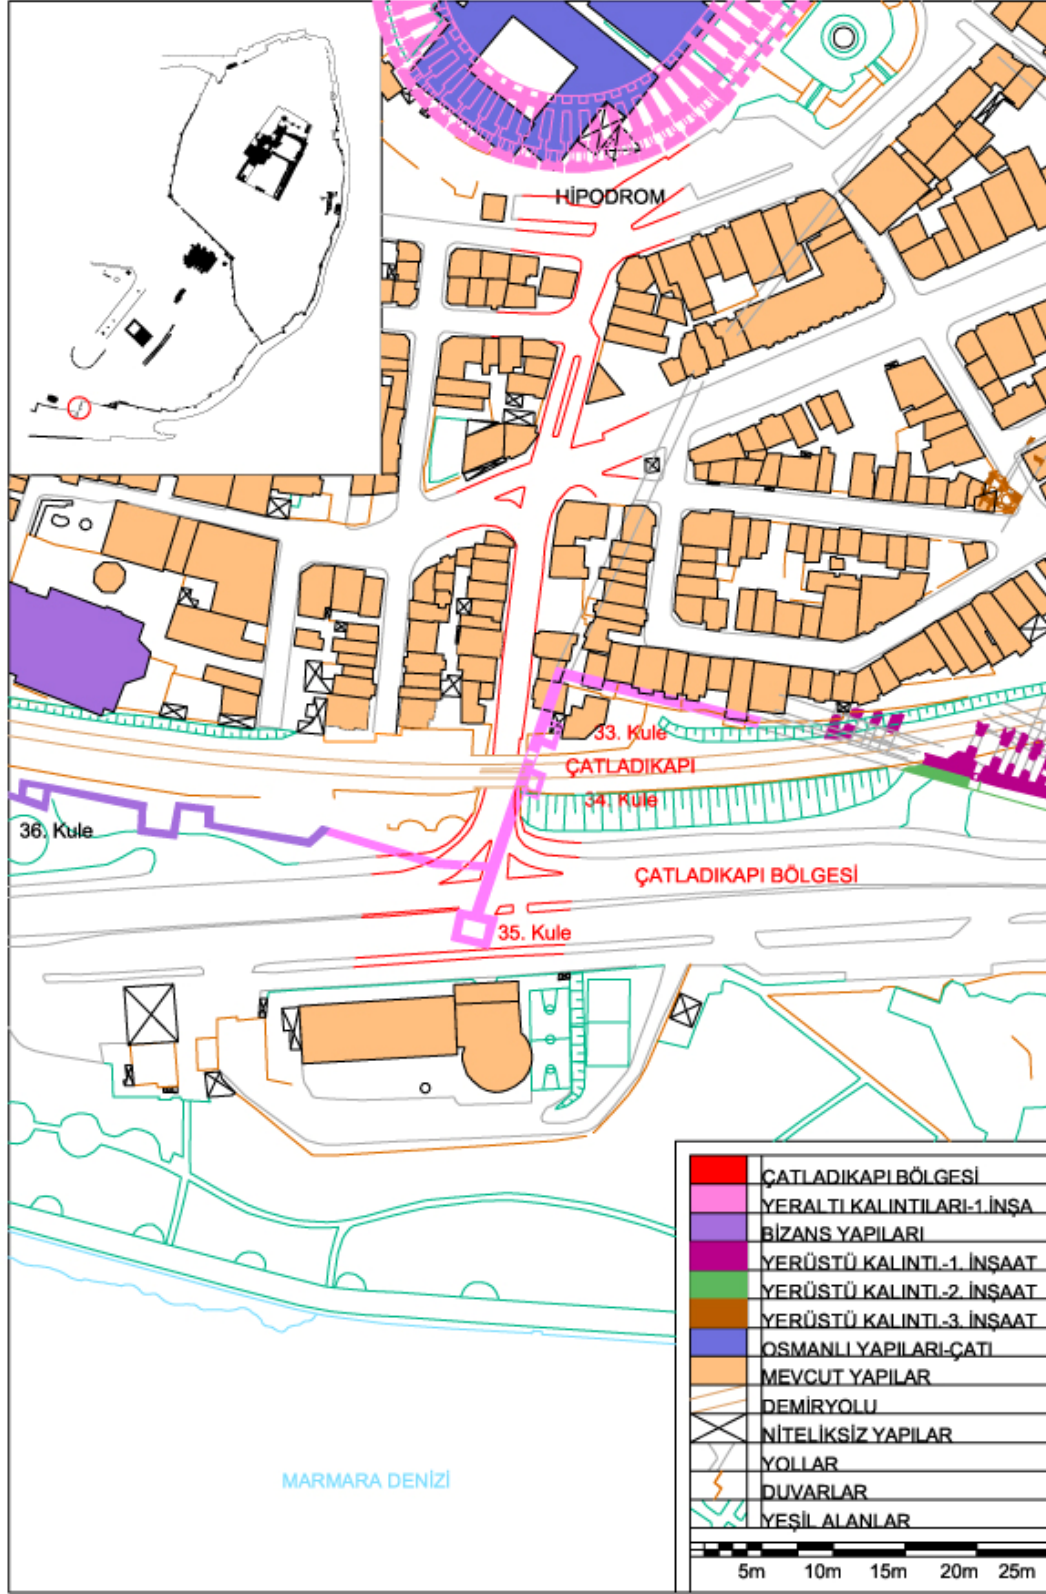 HİPODROM
33. Kule
ÇATLADIKAPI
34. Kule
36. Kule
ÇATLADIKAPI BÖLGESİ
35. Kule
ÇATLADIKAPI BÖLGESİ
YERALTI KALINTILARI-1.İNŞA
BİZANS YAPILARI
YERÜSTÜ KALINTI.-1. İNŞAAT
YERÜSTÜ KALINTI.-2. İNŞAAT
YERÜSTÜ KALINTI.-3. İNŞAAT
OSMANLI YAPILARI-ÇATI
MEVCUT YAPILAR
DEMİRYOLU
NİTELİKSİZ YAPILAR
YOLLAR
DUVARLAR
YEŞİL ALANLAR
5m 10m 15m 20m 25m
MARMARA DENİZİ